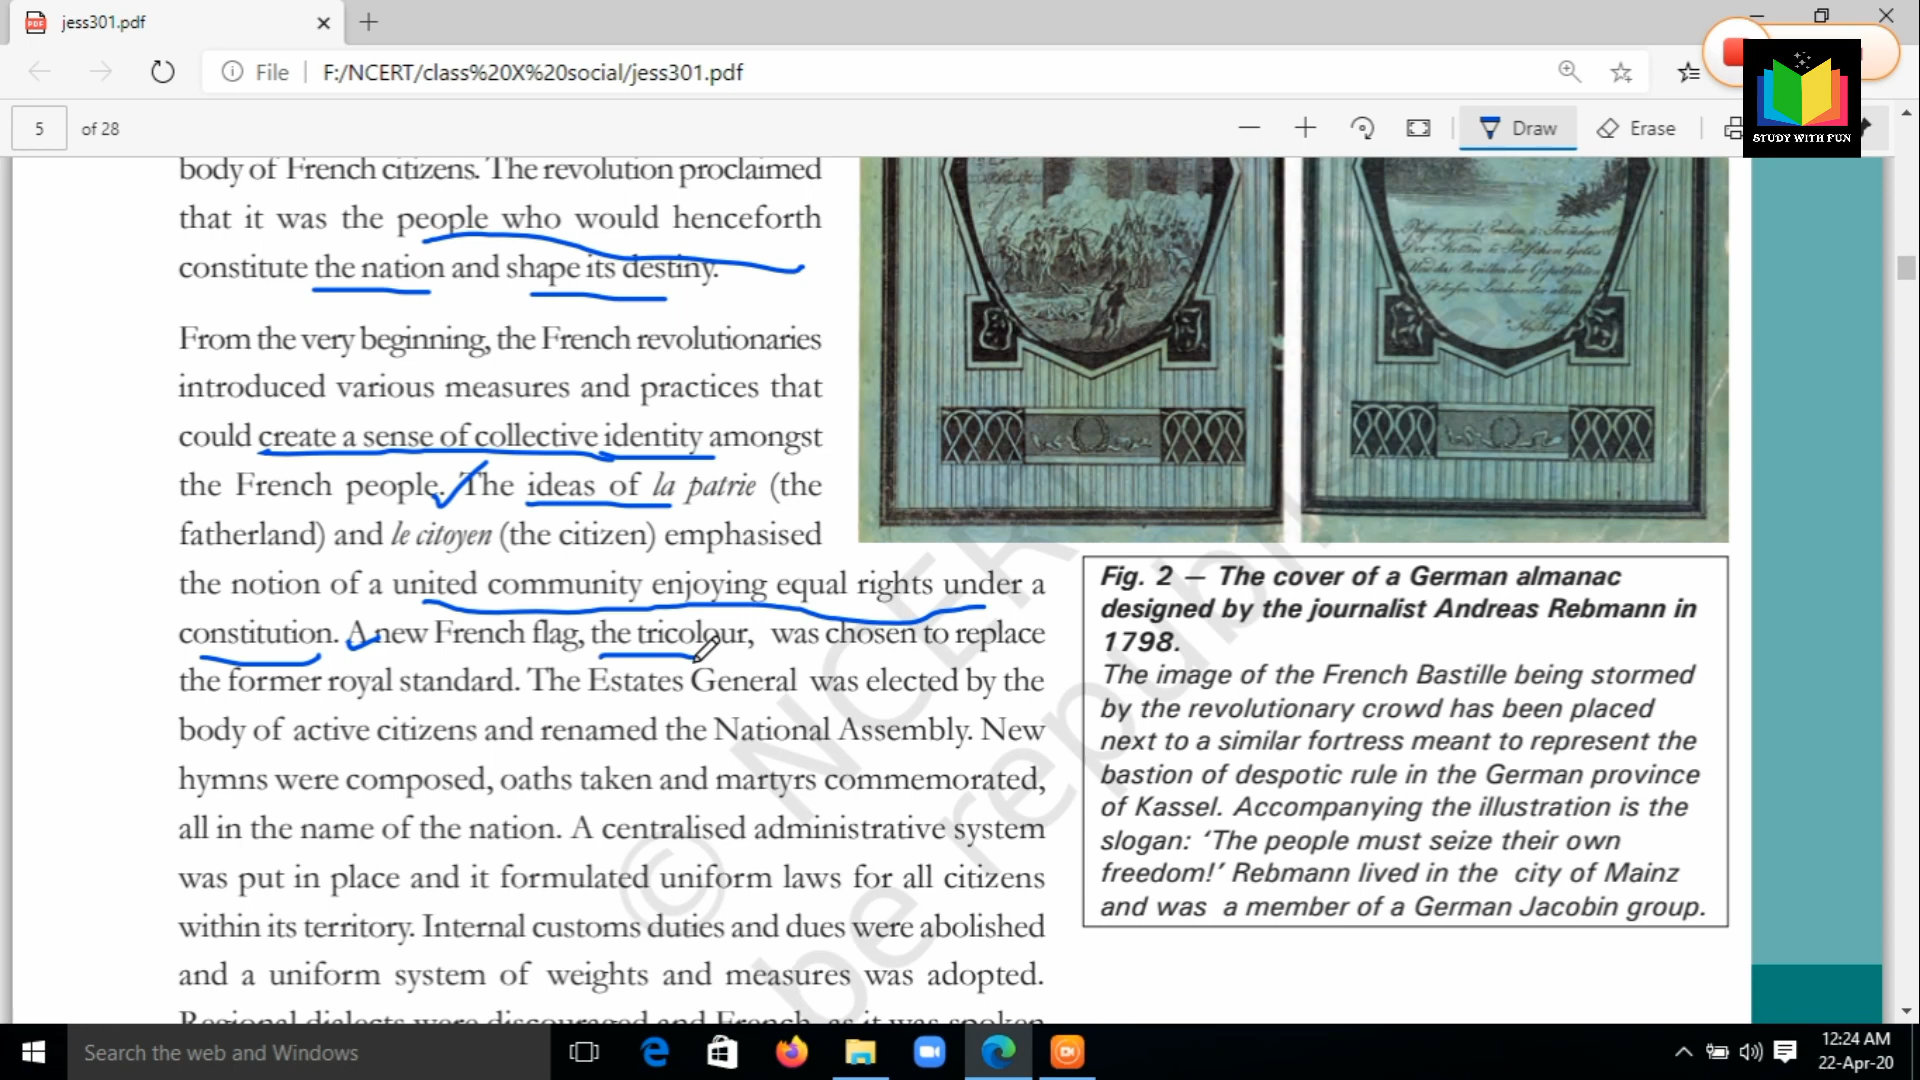 jess301.pdf
File
F:/NCERT/class%20X%20social/jess301.pdf
5 of 28
Draw
Erase
STUDY WITH FUN
body of French citizens. The revolution proclaimed
that it was the people who would henceforth
constitute the nation and shape its destiny.
From the very beginning, the French revolutionaries
introduced various measures and practices that
could create a sense of collective identity amongst
the French people. The ideas of la patrie (the
fatherland) and le citoyen (the citizen) emphasised
the notion of a united community enjoying equal rights under a
constitution. A new French flag, the tricolour, was chosen to replace
the former royal standard. The Estates General was elected by the
body of active citizens and renamed the National Assembly. New
hymns were composed, oaths taken and martyrs commemorated,
all in the name of the nation. A centralised administrative system
was put in place and it formulated uniform laws for all citizens
within its territory. Internal customs duties and dues were abolished
and a uniform system of weights and measures was adopted.
Regional dialects were discouraged and French, as it was spoken
Fig. 2 — The cover of a German almanac
designed by the journalist Andreas Rebmann in
1798.
The image of the French Bastille being stormed
by the revolutionary crowd has been placed
next to a similar fortress meant to represent the
bastion of despotic rule in the German province
of Kassel. Accompanying the illustration is the
slogan: ‘The people must seize their own
freedom!’ Rebmann lived in the city of Mainz
and was a member of a German Jacobin group.
© NCERT
be republished
Search the web and Windows
12:24 AM
22-Apr-20